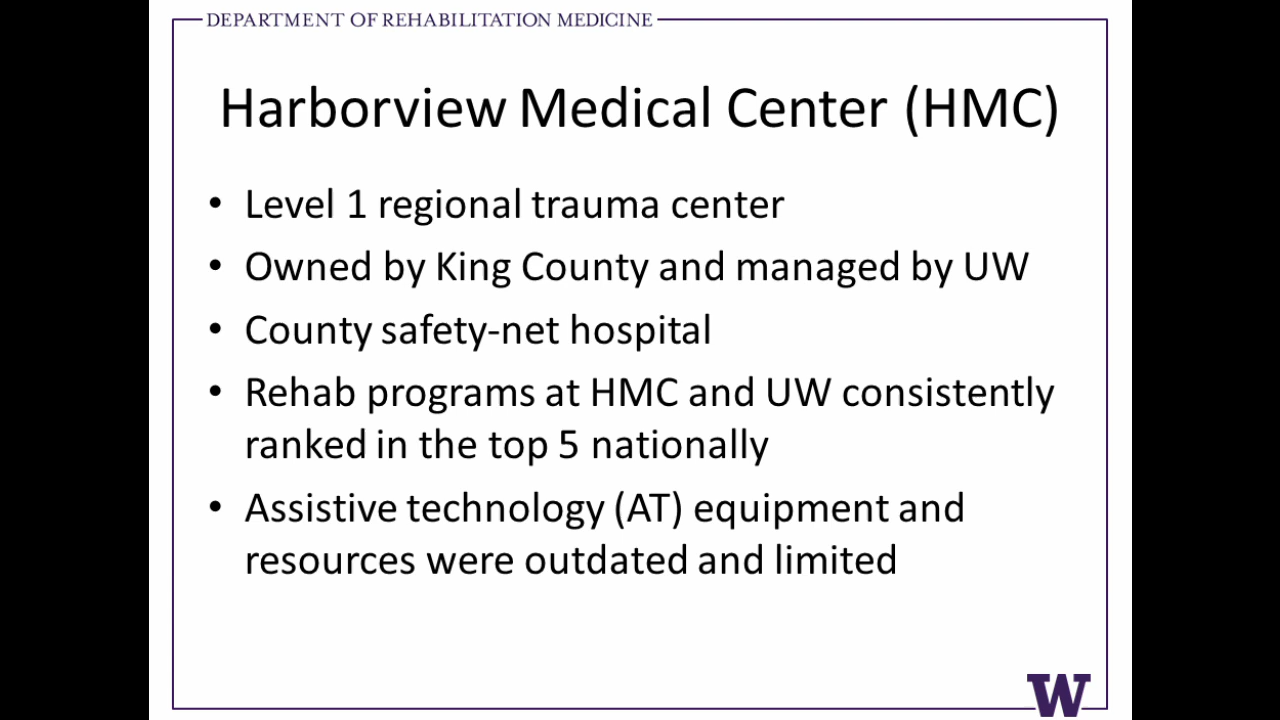 DEPARTMENT OF REHABILITATION MEDICINE
Harborview Medical Center (HMC)
• Level 1 regional trauma center
• Owned by King County and managed by UW
• County safety-net hospital
• Rehab programs at HMC and UW consistently
ranked in the top 5 nationally
• Assistive technology (AT) equipment and
resources were outdated and limited
W